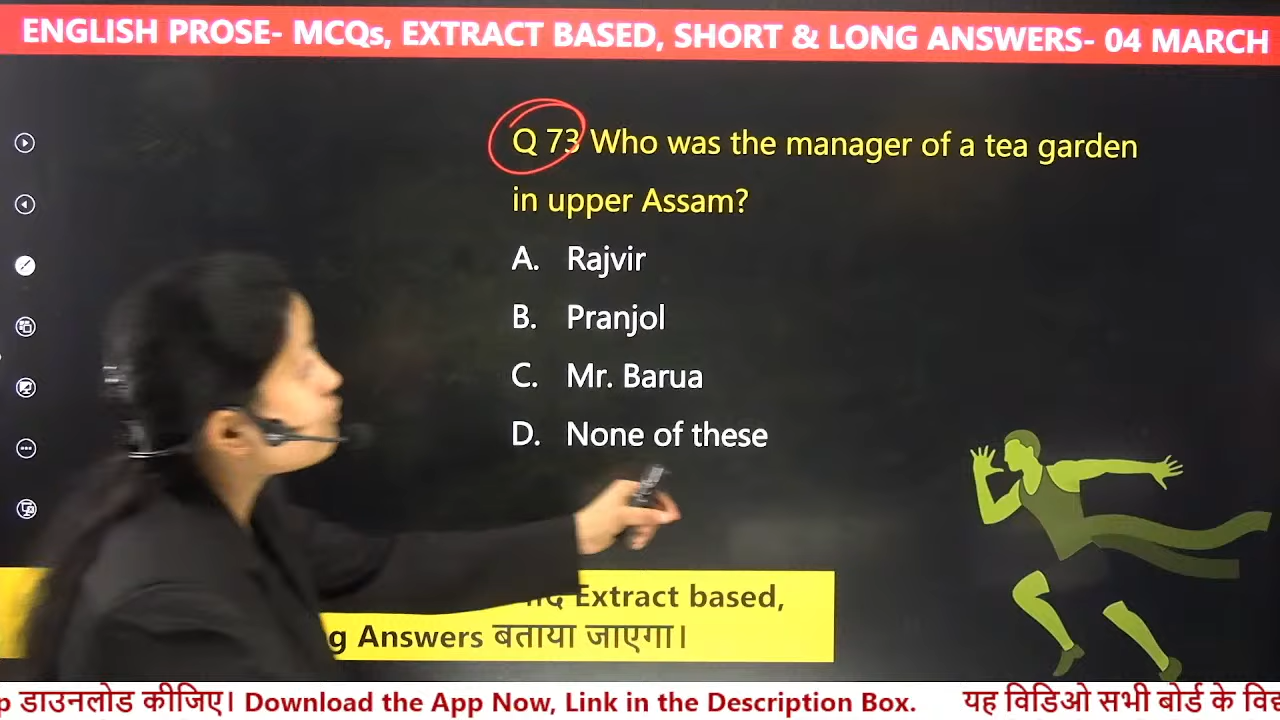 ENGLISH PROSE- MCQs, EXTRACT BASED, SHORT & LONG ANSWERS- 04 MARCH
Q 73 Who was the manager of a tea garden
in upper Assam?
A. Rajvir
B. Pranjol
C. Mr. Barua
D. None of these
Extract based,
Answers बताया जाएगा।
डाउनलोड कीजिए। Download the App Now, Link in the Description Box. यह विडिओ सभी बोर्ड के